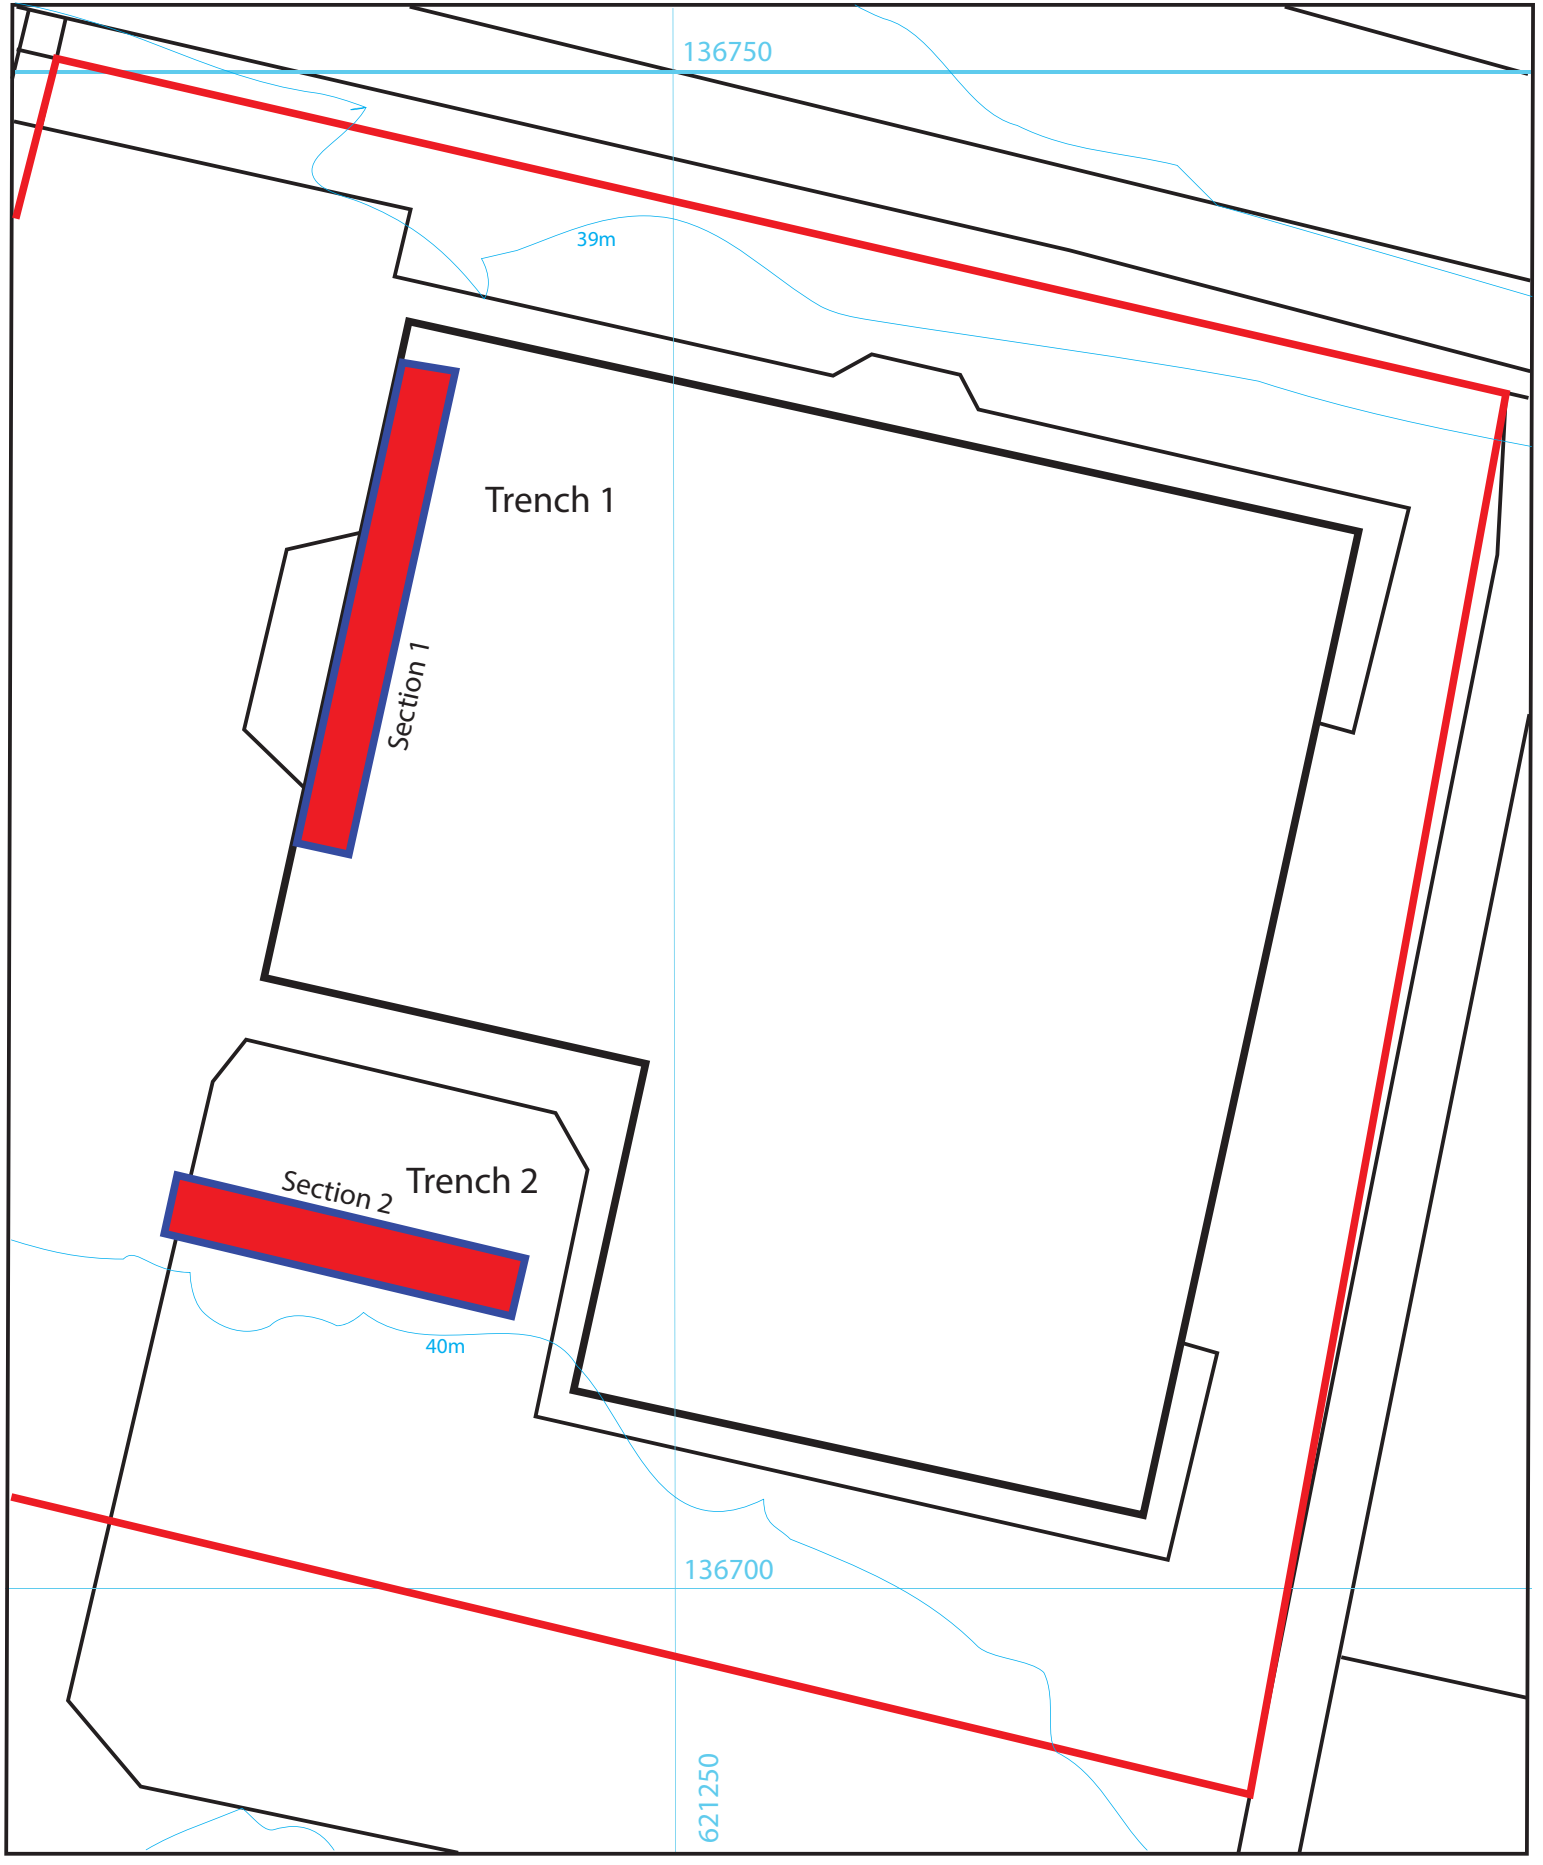 136750
39m
Trench 1
Section 1
Section 2
Trench 2
40m
136700
621250